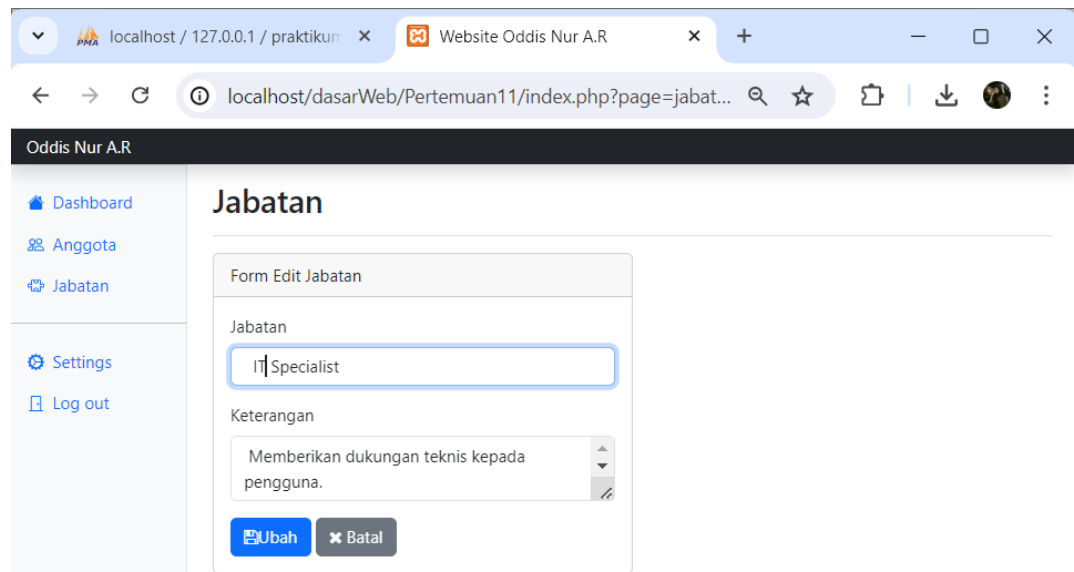 PMA localhost / 127.0.0.1 / praktikum
Website Oddis Nur A.R
localhost/dasarWeb/Pertemuan11/index.php?page=jabat...
Oddis Nur A.R
Dashboard
Anggota
Jabatan
Settings
Log out
Jabatan
Form Edit Jabatan
Jabatan
IT Specialist
Keterangan
Memberikan dukungan teknis kepada
pengguna.
Ubah Batal